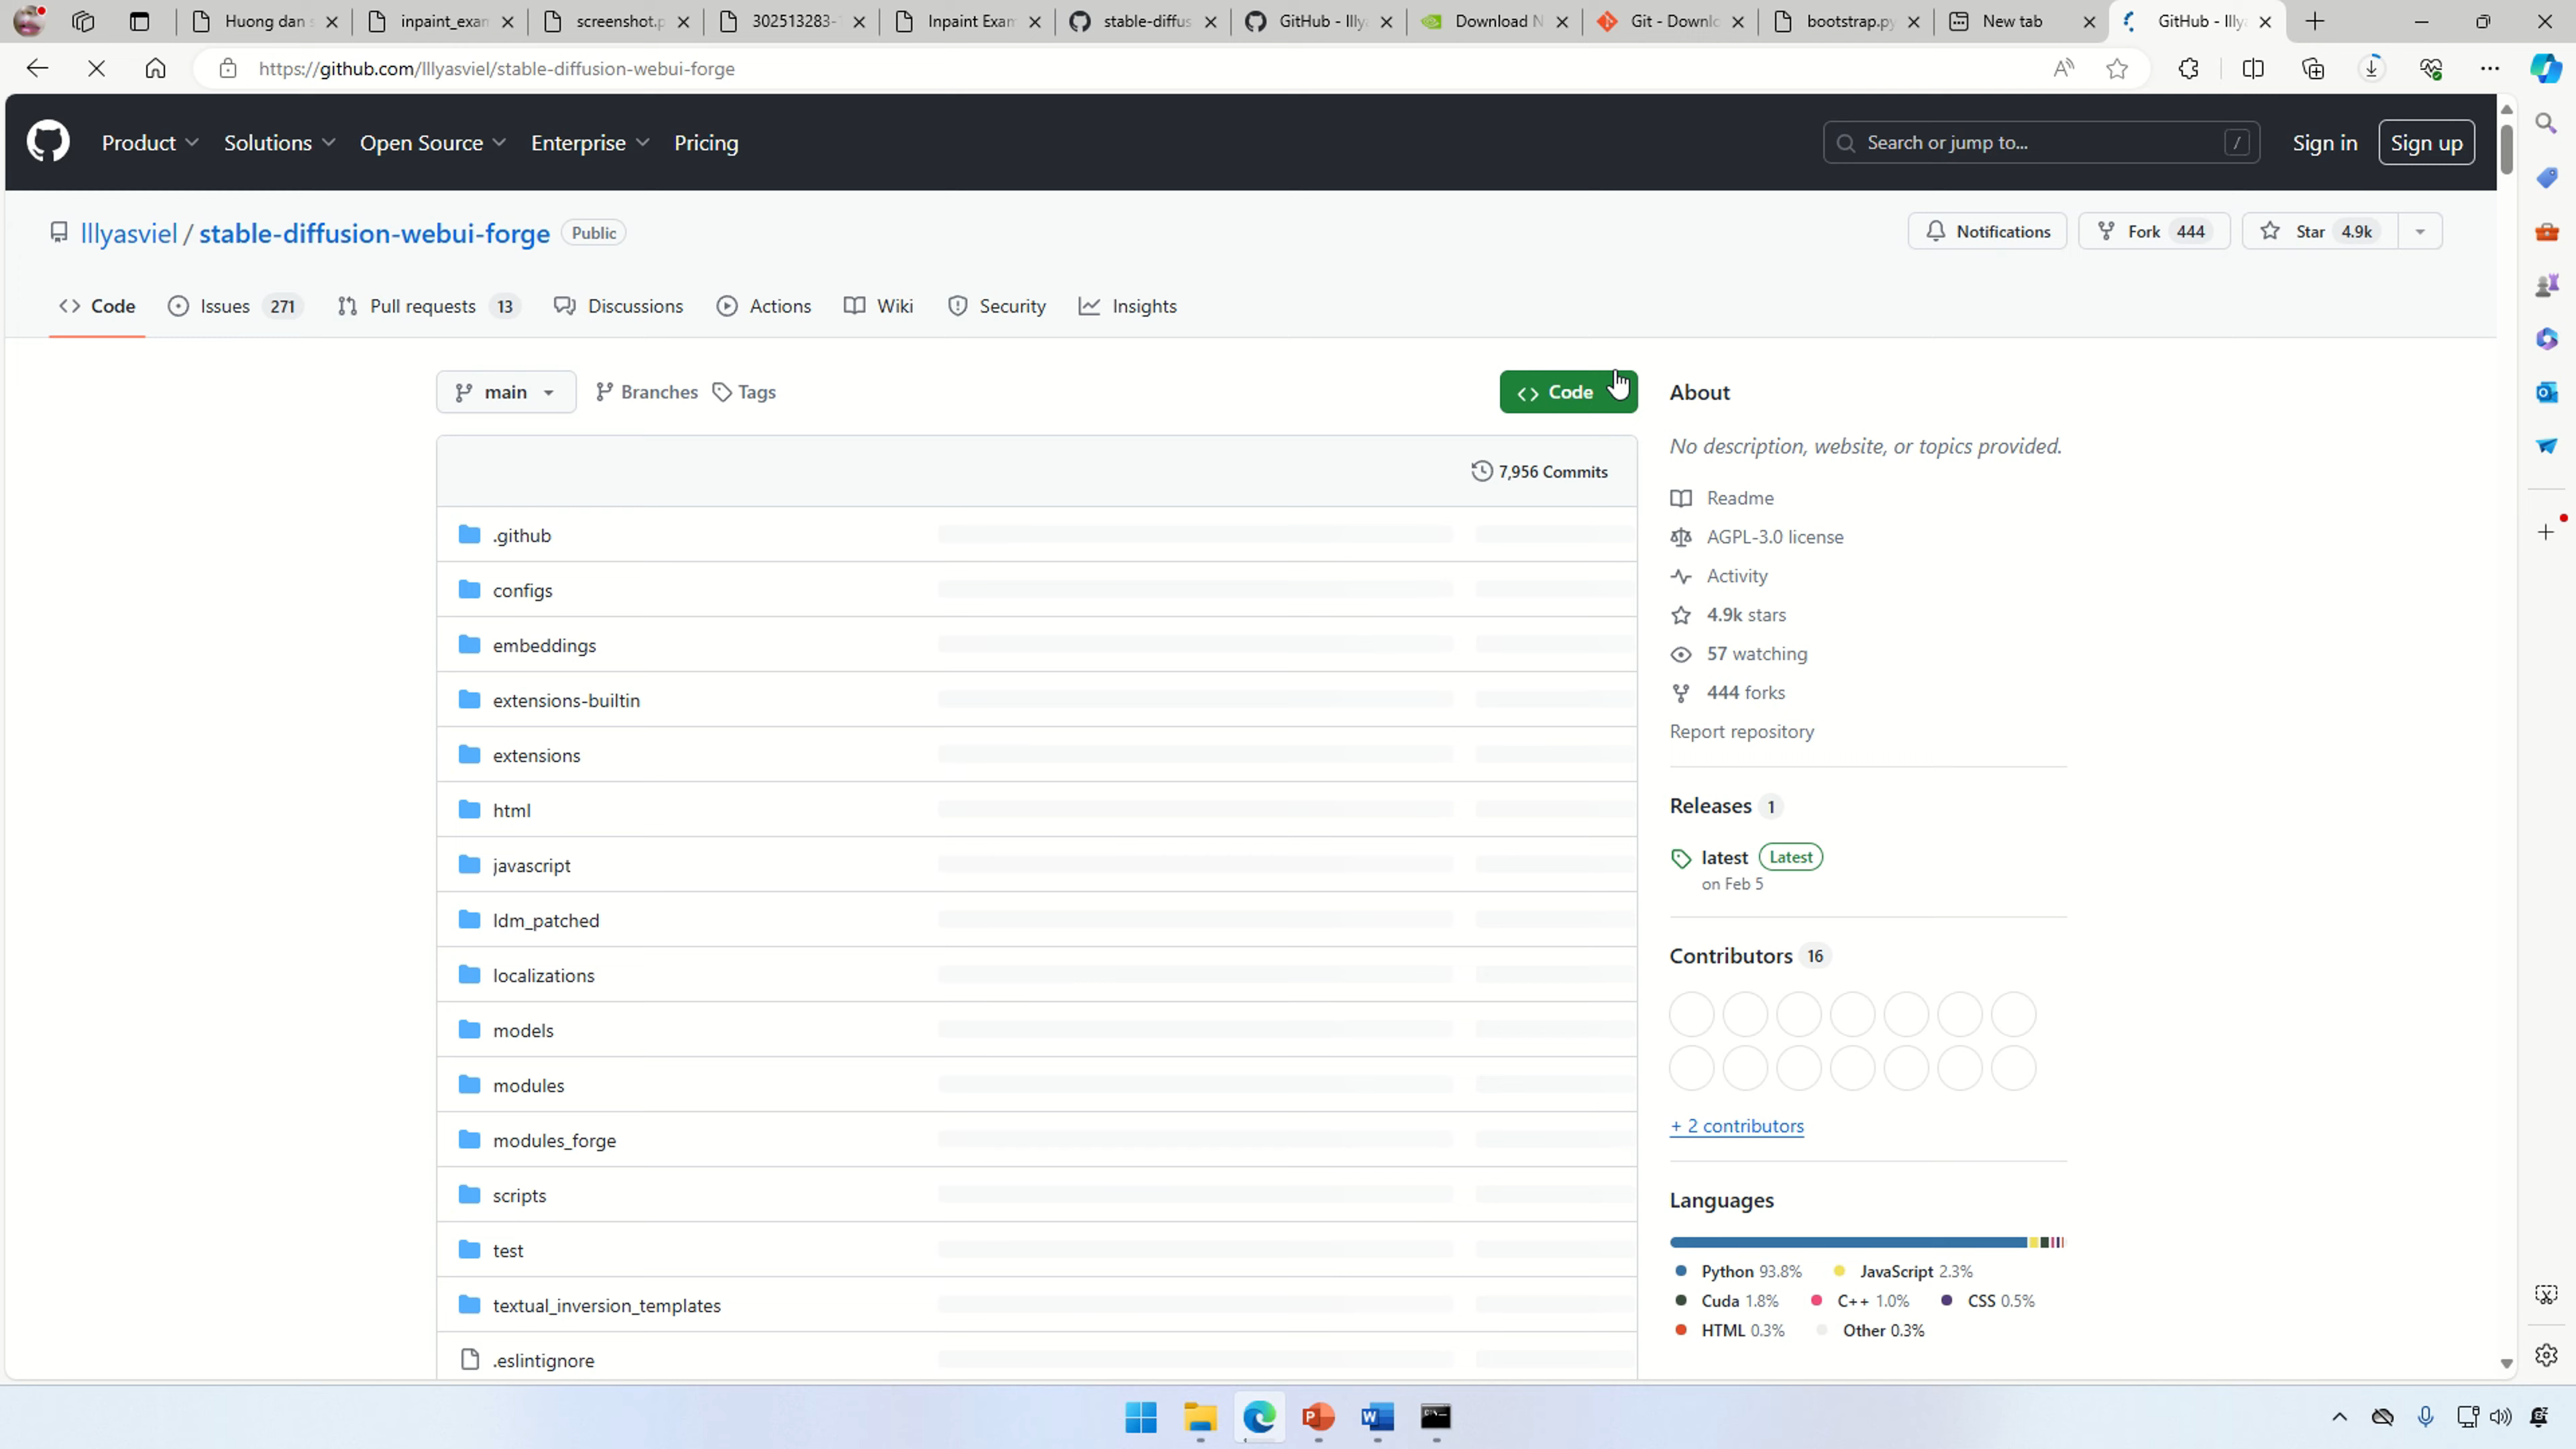 Huong dan s
inpaint_exam
screenshot.p
302513283-
Inpaint Exam
stable-diffus
GitHub - lllya
Download N
Git - Downlo
bootstrap.py
New tab
GitHub - lllya
https://github.com/lllyasviel/stable-diffusion-webui-forge
Product
Solutions
Open Source
Enterprise
Pricing
Search or jump to...
/
Sign in
Sign up
lllyasviel / stable-diffusion-webui-forge Public
Notifications
Fork 444
Star 4.9k
Code
Issues 271
Pull requests 13
Discussions
Actions
Wiki
Security
Insights
main
Branches
Tags
Code
7,956 Commits
.github
configs
embeddings
extensions-builtin
extensions
html
javascript
ldm_patched
localizations
models
modules
modules_forge
scripts
test
textual_inversion_templates
.eslintignore
About
No description, website, or topics provided.
Readme
AGPL-3.0 license
Activity
4.9k stars
57 watching
444 forks
Report repository
Releases 1
latest Latest
on Feb 5
Contributors 16
+ 2 contributors
Languages
Python 93.8% JavaScript 2.3%
Cuda 1.8% C++ 1.0% CSS 0.5%
HTML 0.3% Other 0.3%